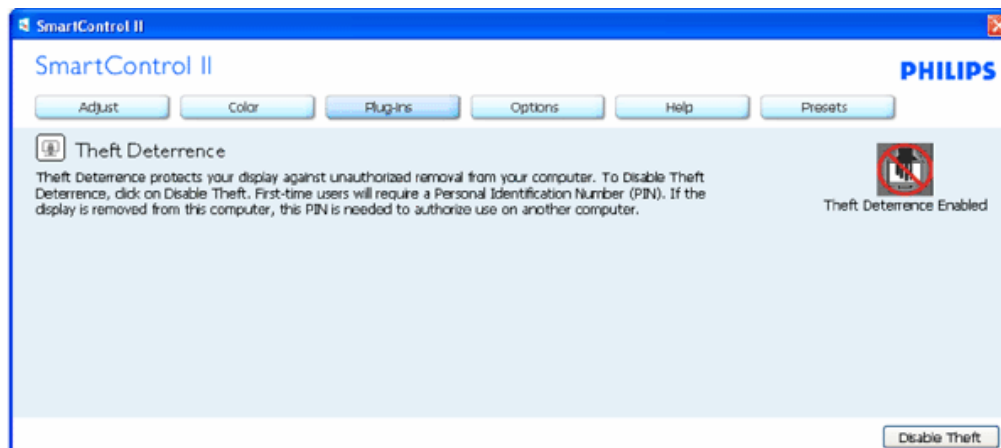 SmartControl II
SmartControl II
PHILIPS
Adjust
Color
Plug-Ins
Options
Help
Presets
Theft Deterrence
Theft Deterrence protects your display against unauthorized removal from your computer. To Disable Theft
Deterrence, click on Disable Theft. First-time users will require a Personal Identification Number (PIN). If the
display is removed from this computer, this PIN is needed to authorize use on another computer.
Theft Deterrence Enabled
Disable Theft